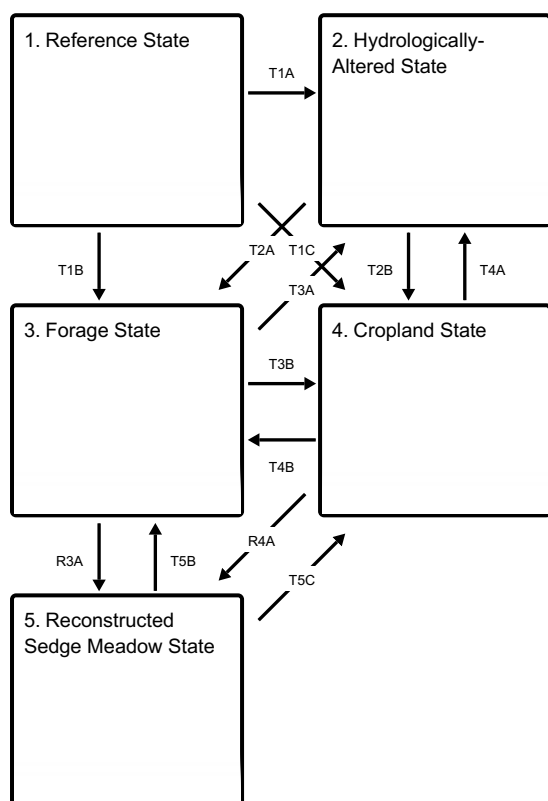 1. Reference State
2. Hydrologically-
Altered State
T1A
T1B
T2A
T1C
T3A
T2B
T4A
3. Forage State
4. Cropland State
T3B
T4B
R3A
T5B
R4A
T5C
5. Reconstructed
Sedge Meadow State